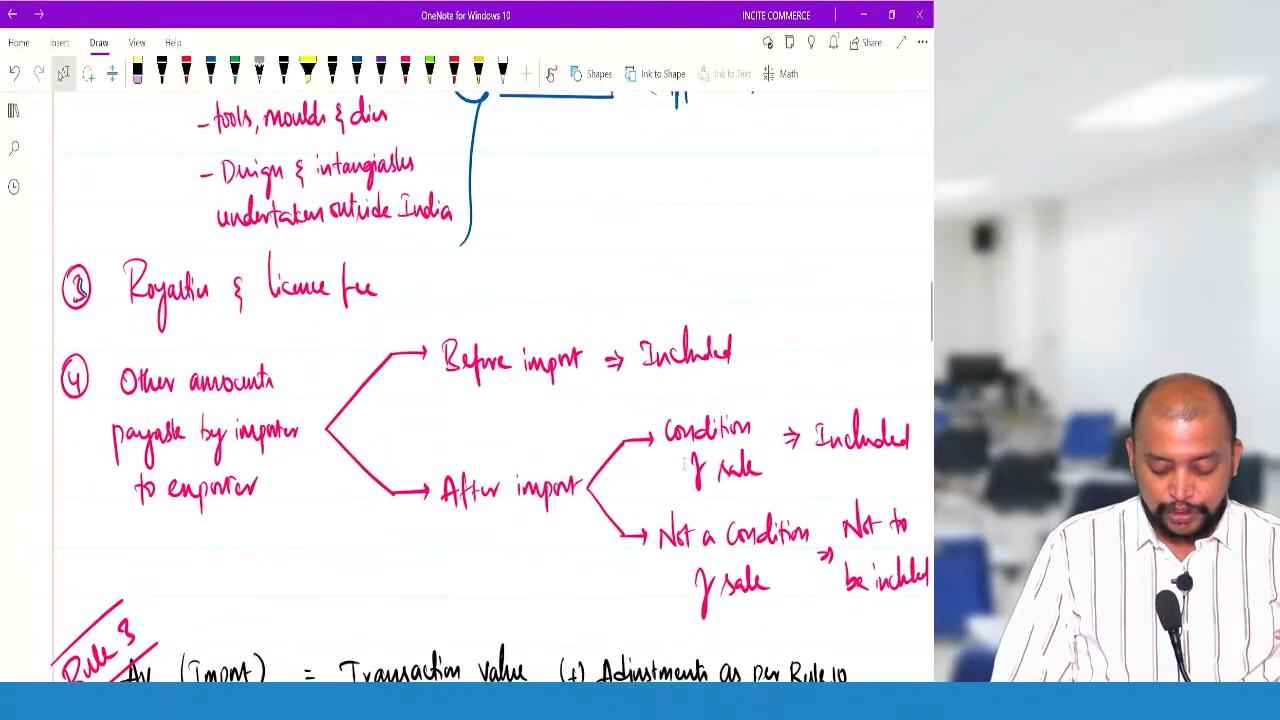 OneNote for Windows 10
INCITE COMMERCE
Home Insert Draw View Help
Share
Shapes Ink to Shape Ink to Text Math
- tools, moulds & dies
- Design & intangibles
undertaken outside India
③ Royalties & licence fee
④ Other amounts
payable by importer
to exporter
Before import ⇒ Included
After import
Condition
of sale ⇒ Included
Not a condition
of sale ⇒ Not to
be included
Rule 3
AV (Import) = Transaction value (+) Adjustments as per Rule 10